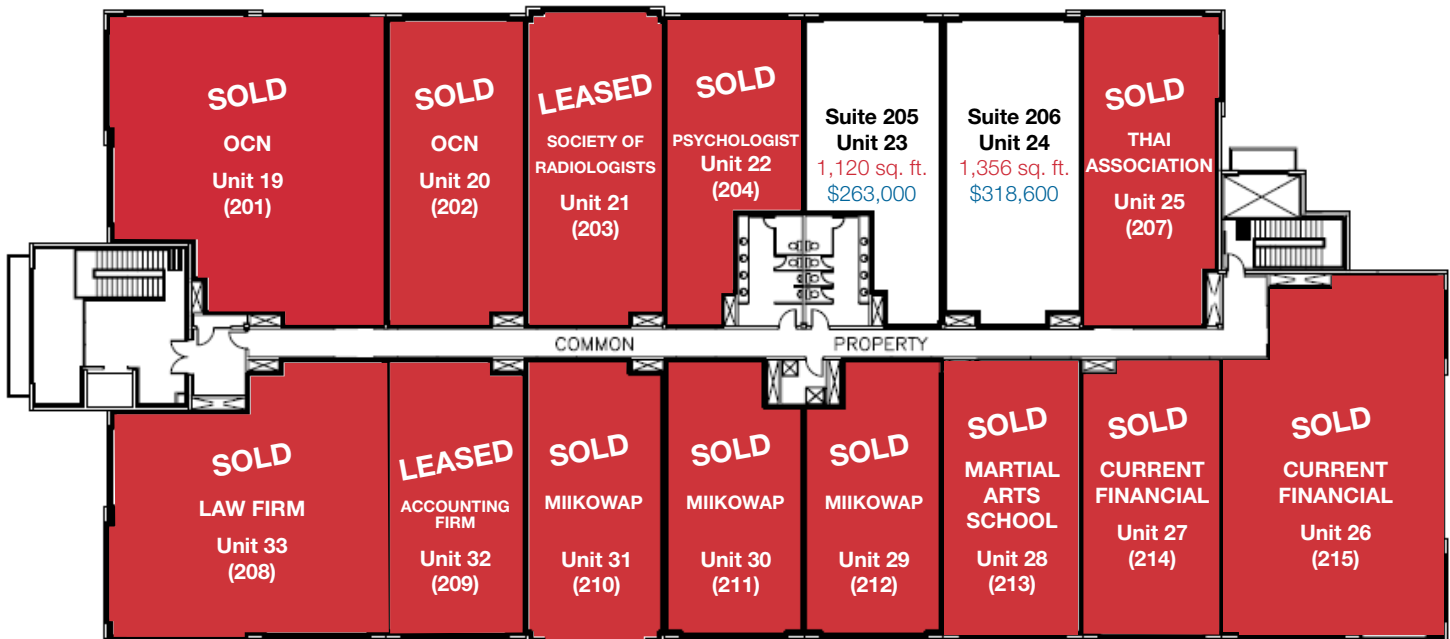 SOLD
OCN
Unit 19
(201)
SOLD
OCN
Unit 20
(202)
LEASED
SOCIETY OF
RADIOLOGISTS
Unit 21
(203)
SOLD
PSYCHOLOGIST
Unit 22
(204)
Suite 205
Unit 23
1,120 sq. ft.
$263,000
Suite 206
Unit 24
1,356 sq. ft.
$318,600
SOLD
THAI
ASSOCIATION
Unit 25
(207)
COMMON PROPERTY
SOLD
LAW FIRM
Unit 33
(208)
LEASED
ACCOUNTING
FIRM
Unit 32
(209)
SOLD
MIIKOWAP
Unit 31
(210)
SOLD
MIIKOWAP
Unit 30
(211)
SOLD
MIIKOWAP
Unit 29
(212)
SOLD
MARTIAL
ARTS
SCHOOL
Unit 28
(213)
SOLD
CURRENT
FINANCIAL
Unit 27
(214)
SOLD
CURRENT
FINANCIAL
Unit 26
(215)